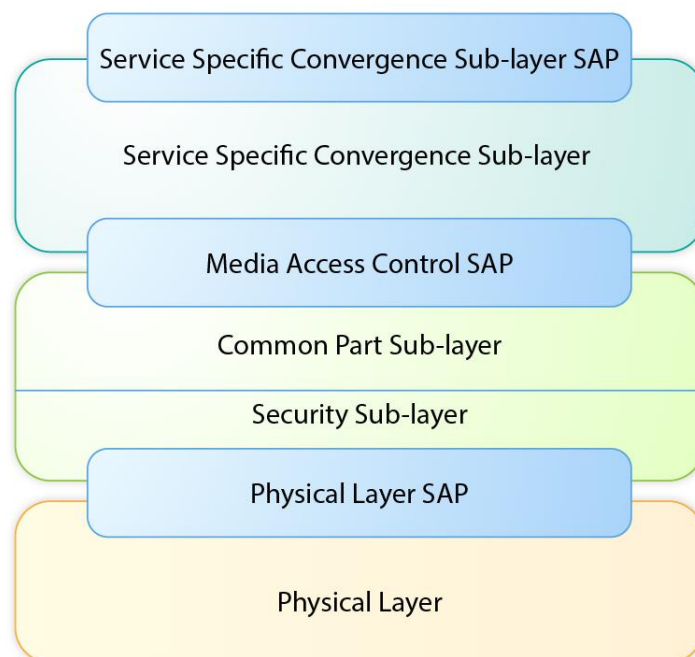 Service Specific Convergence Sub-layer SAP
Service Specific Convergence Sub-layer
Media Access Control SAP
Common Part Sub-layer
Security Sub-layer
Physical Layer SAP
Physical Layer